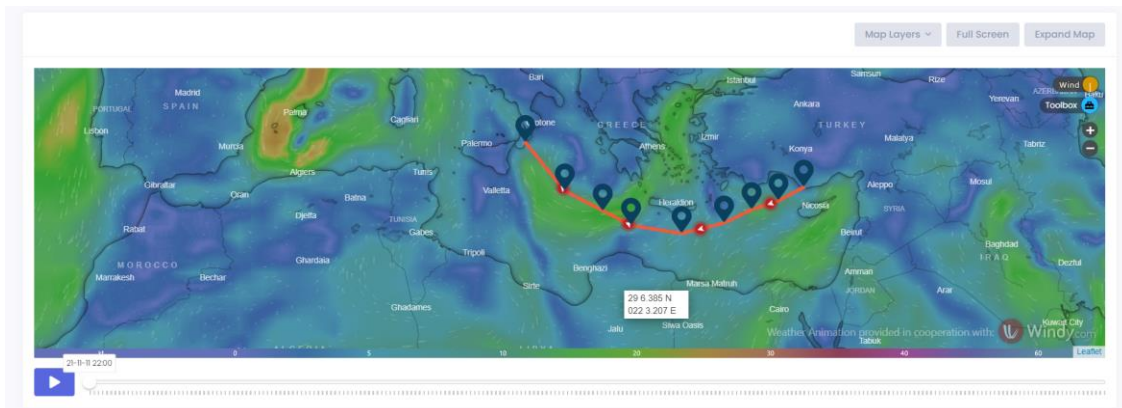 Map Layers Full Screen Expand Map
Bari Istanbul Samsun Rize
Wind
Madrid
SPAIN
PORTUGAL
Ankara
Yerevan
Toolbox
Palma
Cagliari
GREECE
TURKEY
Lisbon
Izmir
Malatya
Murcia
Palermo
Athens
Konya
Tabriz
Algiers
Tunis
Gibraltar
Oran
Batna
Valletta
Heraklion
Nicosia
Aleppo
Mosul
Djelfa
TUNISIA
SYRIA
Rabat
Gabes
Beirut
Tripoli
Baghdad
MOROCCO
Ghardaia
IRAQ
Marrakesh
Bechar
Benghazi
Amman
Dezful
Sirte
Marsa Matruh
JORDAN
Arar
29 6.385 N
022 3.207 E
Ghadames
Cairo
Jalu
Siwa Oasis
Weather Animation provided in cooperation with: Windy.com
Kuwait City
Tabuk
0 5 10 20 30 40 60
Leaflet
21-11-11 22:00